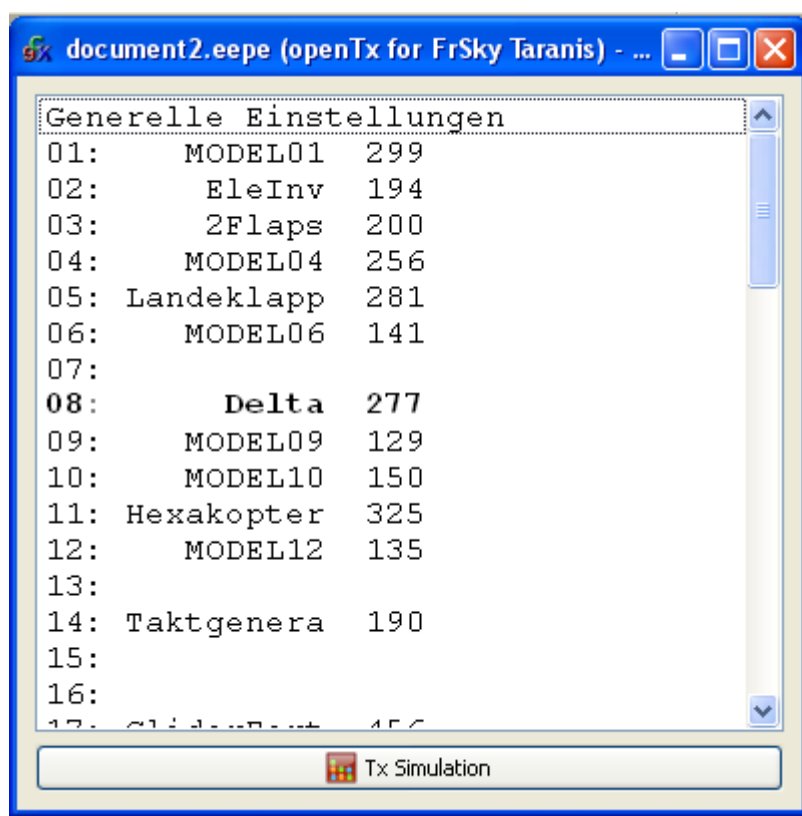 document2.eepe (openTx for FrSky Taranis) - ...
Generelle Einstellungen
01: MODEL01 299
02: EleInv 194
03: 2Flaps 200
04: MODEL04 256
05: Landeklapp 281
06: MODEL06 141
07:
08: Delta 277
09: MODEL09 129
10: MODEL10 150
11: Hexakopter 325
12: MODEL12 135
13:
14: Taktgenera 190
15:
16:
17: 456
Tx Simulation